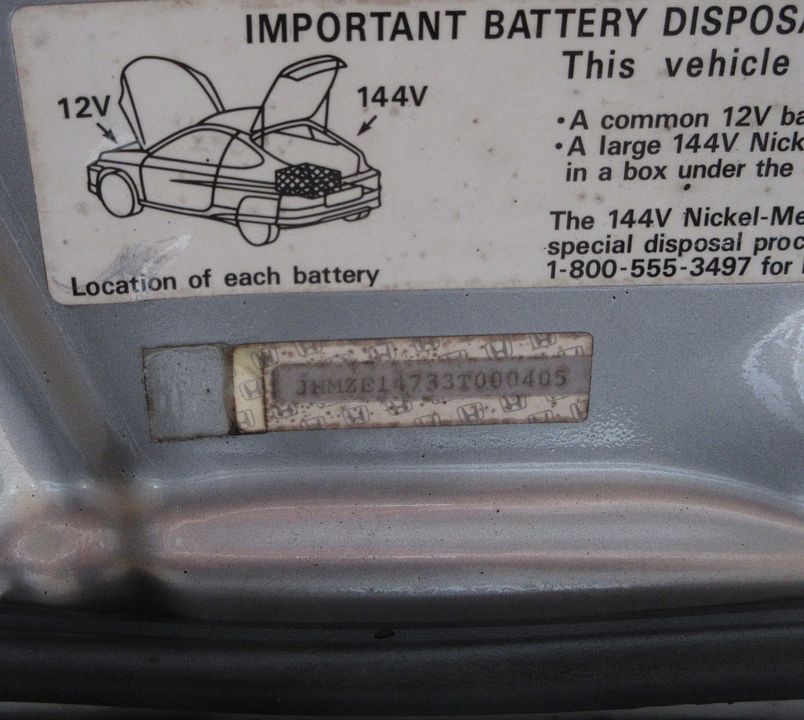 IMPORTANT BATTERY DISPOSA
This vehicle
12V
144V
•A common 12V ba
•A large 144V Nick
in a box under the
The 144V Nickel-Me
special disposal proc
1-800-555-3497 for
Location of each battery
JHMZE14733T000405